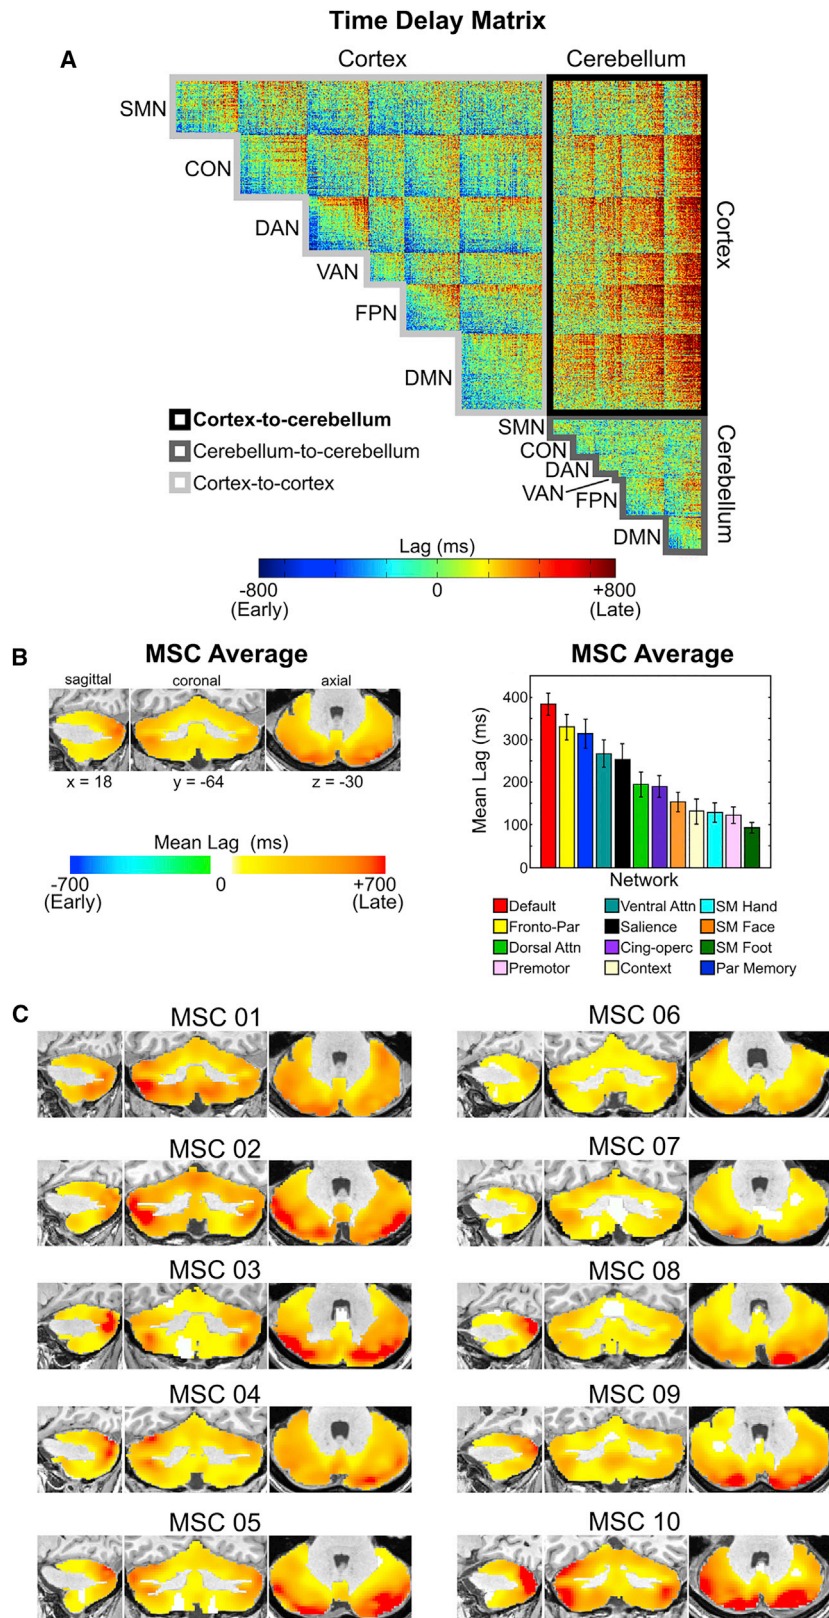 Time Delay Matrix
A
Cortex
Cerebellum
SMN
CON
DAN
VAN
FPN
DMN
Cortex
Cortex-to-cerebellum
Cerebellum-to-cerebellum
Cortex-to-cortex
SMN
CON
DAN
VAN
FPN
DMN
Cerebellum
Lag (ms)
-800 0 +800
(Early) (Late)
B
MSC Average
sagittal coronal axial
x = 18 y = -64 z = -30
Mean Lag (ms)
-700 0 +700
(Early) (Late)
MSC Average
Mean Lag (ms)
400
300
200
100
0
Network
Default Ventral Attn SM Hand
Fronto-Par Salience SM Face
Dorsal Attn Cing-operc SM Foot
Premotor Context Par Memory
C
MSC 01 MSC 06
MSC 02 MSC 07
MSC 03 MSC 08
MSC 04 MSC 09
MSC 05 MSC 10